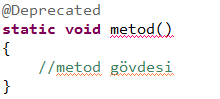 @Deprecated
static void metod()
{
//metod gövdesi
}